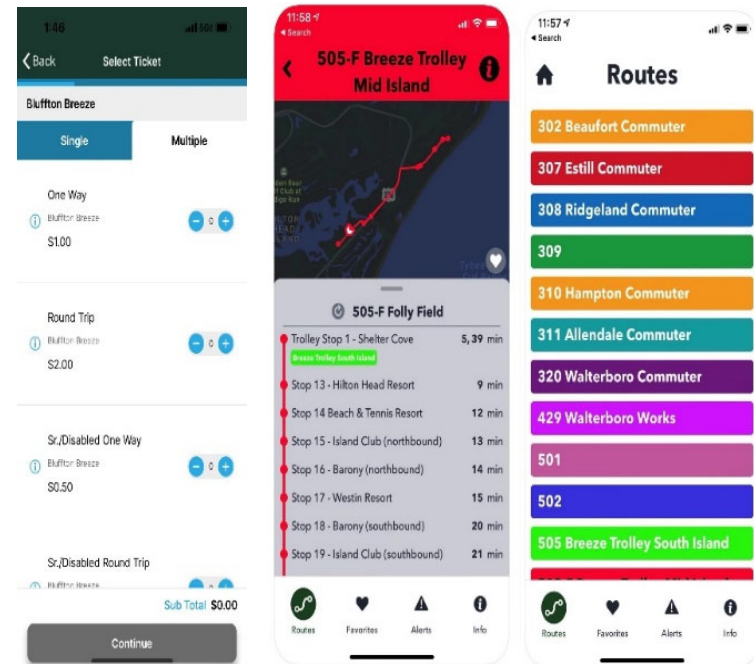 1:46
Back
Select Ticket
Bluffton Breeze
Single
Multiple
One Way
Bluffton Breeze
0
$1.00
Round Trip
Bluffton Breeze
0
$2.00
Sr./Disabled One Way
Bluffton Breeze
0
$0.50
Sr./Disabled Round Trip
Bluffton Breeze
Sub Total $0.00
Continue
11:58
Search
505-F Breeze Trolley
Mid Island
505-F Folly Field
Trolley Stop 1 - Shelter Cove 5, 39 min
Breeze Trolley South Island
Stop 13 - Hilton Head Resort 9 min
Stop 14 Beach & Tennis Resort 12 min
Stop 15 - Island Club (northbound) 13 min
Stop 16 - Barony (northbound) 14 min
Stop 17 - Westin Resort 15 min
Stop 18 - Barony (southbound) 20 min
Stop 19 - Island Club (southbound) 21 min
Routes
Favorites
Alerts
Info
11:57
Search
Routes
302 Beaufort Commuter
307 Estill Commuter
308 Ridgeland Commuter
309
310 Hampton Commuter
311 Allendale Commuter
320 Walterboro Commuter
429 Walterboro Works
501
502
505 Breeze Trolley South Island
Routes
Favorites
Alerts
Info